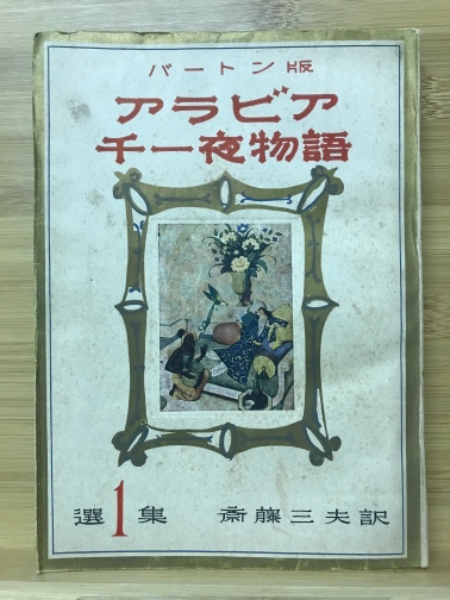 バートン版
アラビア
千一夜物語
選1集 斎藤三夫訳